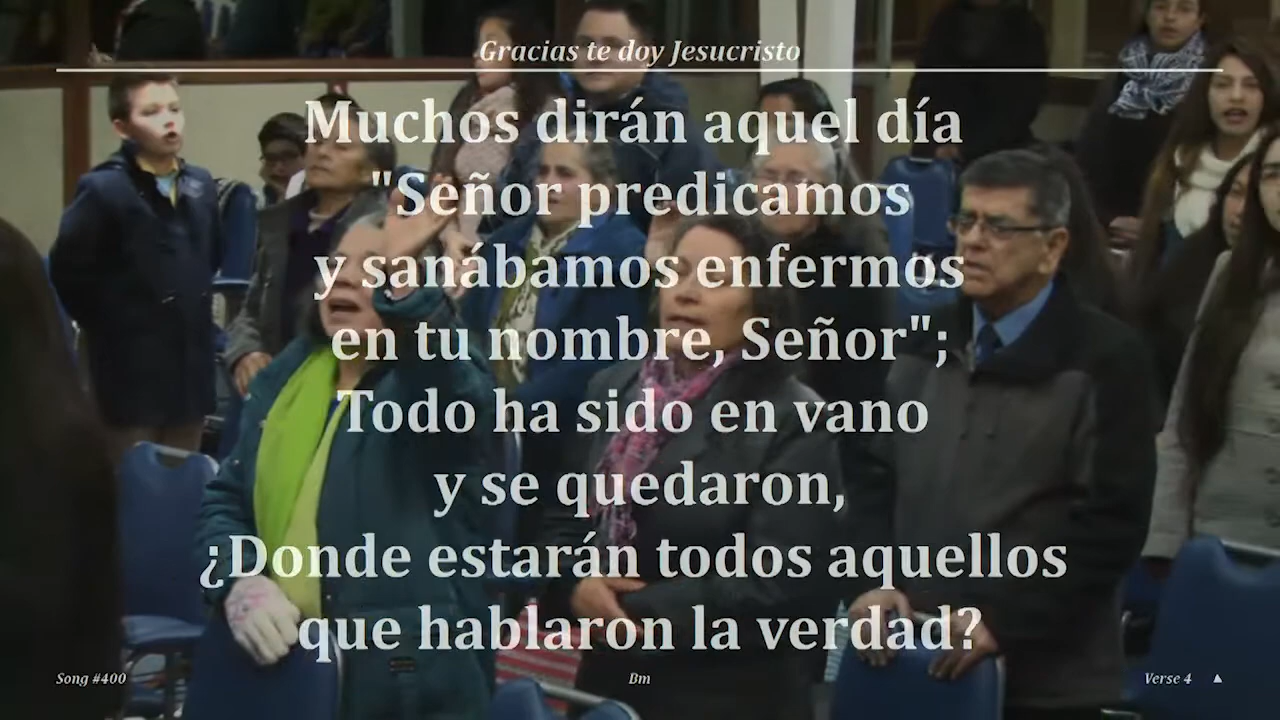 Gracias te doy Jesucristo
Muchos dirán aquel día
"Señor predicamos
y sanábamos enfermos
en tu nombre, Señor";
Todo ha sido en vano
y se quedaron,
¿Donde estarán todos aquellos
que hablaron la verdad?
Song #400 Bm Verse 4 ▲